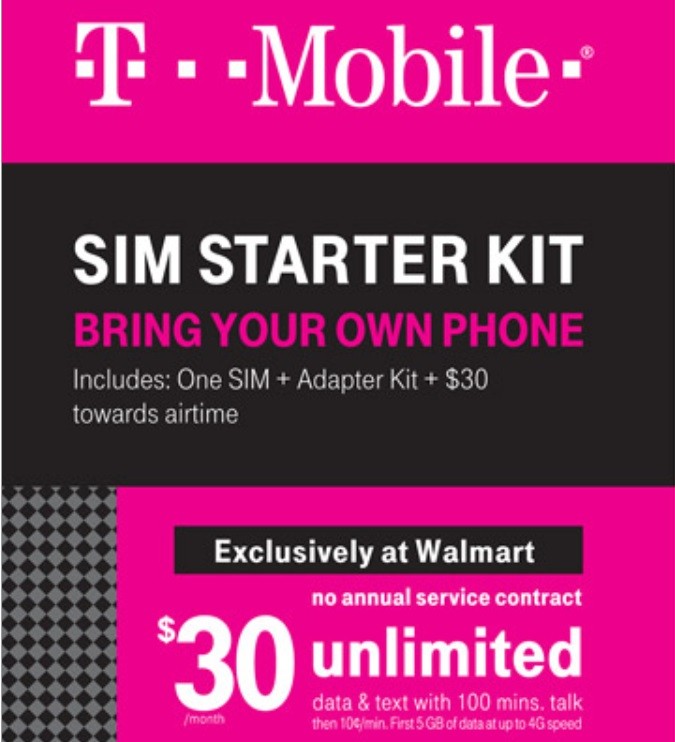 T··Mobile·®
SIM STARTER KIT
BRING YOUR OWN PHONE
Includes: One SIM + Adapter Kit + $30
towards airtime
Exclusively at Walmart
no annual service contract
$30 unlimited
/month
data & text with 100 mins. talk
then 10¢/min. First 5 GB of data at up to 4G speed